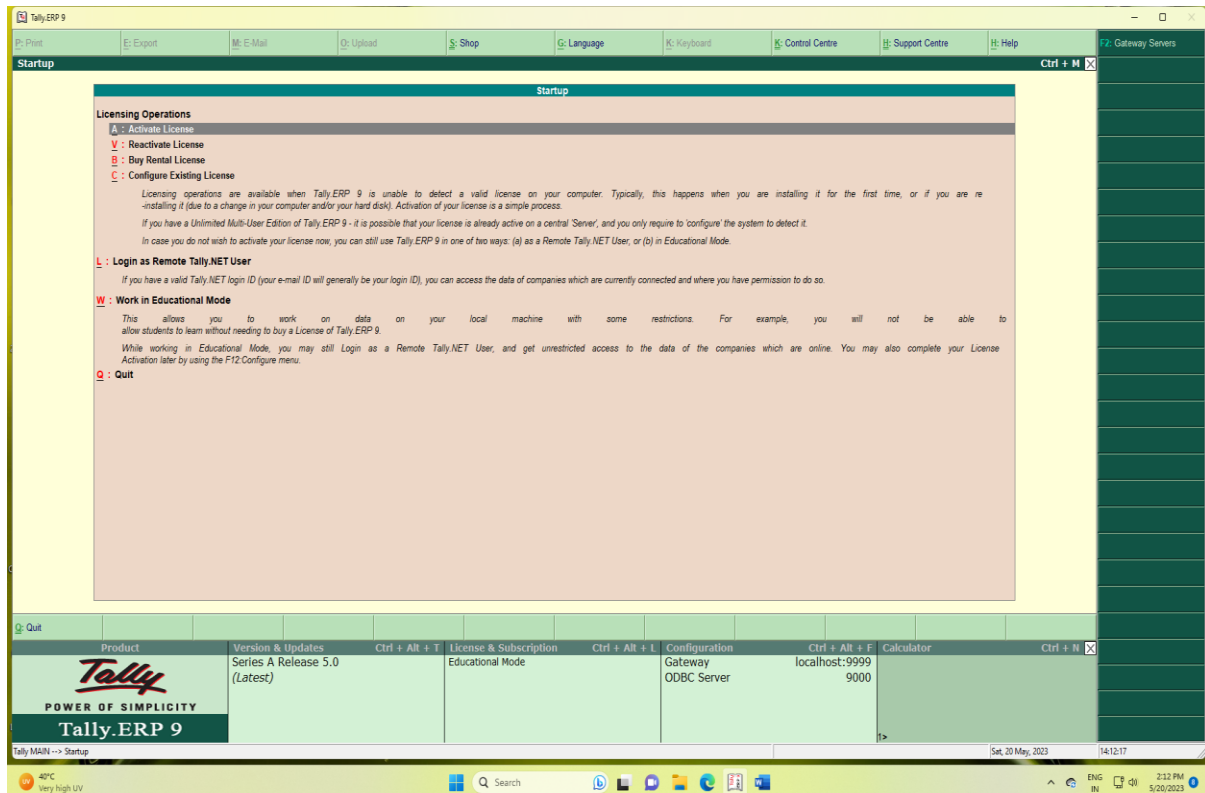 Tally.ERP 9
P: Print E: Export M: E-Mail O: Upload S: Shop G: Language K: Keyboard K: Control Centre H: Support Centre H: Help F2: Gateway Servers
Startup Ctrl + M
Startup
Licensing Operations
A : Activate License
V : Reactivate License
B : Buy Rental License
C : Configure Existing License
Licensing operations are available when Tally.ERP 9 is unable to detect a valid license on your computer. Typically, this happens when you are installing it for the first time, or if you are re
-installing it (due to a change in your computer and/or your hard disk). Activation of your license is a simple process.
If you have a Unlimited Multi-User Edition of Tally.ERP 9 - it is possible that your license is already active on a central 'Server', and you only require to 'configure' the system to detect it.
In case you do not wish to activate your license now, you can still use Tally.ERP 9 in one of two ways: (a) as a Remote Tally.NET User, or (b) in Educational Mode.
L : Login as Remote Tally.NET User
If you have a valid Tally.NET login ID (your e-mail ID will generally be your login ID), you can access the data of companies which are currently connected and where you have permission to do so.
W : Work in Educational Mode
This allows you to work on data on your local machine with some restrictions. For example, you will not be able to
allow students to learn without needing to buy a License of Tally.ERP 9.
While working in Educational Mode, you may still Login as a Remote Tally.NET User, and get unrestricted access to the data of the companies which are online. You may also complete your License
Activation later by using the F12:Configure menu.
Q : Quit
Q: Quit
Product Version & Updates Ctrl + Alt + T License & Subscription Ctrl + Alt + L Configuration Ctrl + Alt + F Calculator Ctrl + N
Tally Series A Release 5.0 Educational Mode Gateway localhost:9999
(Latest) ODBC Server 9000
POWER OF SIMPLICITY
Tally.ERP 9 1>
Tally MAIN --> Startup Sat, 20 May, 2023 14:12:17
UV 40°C Search ENG 2:12 PM
Very high UV IN 5/20/2023